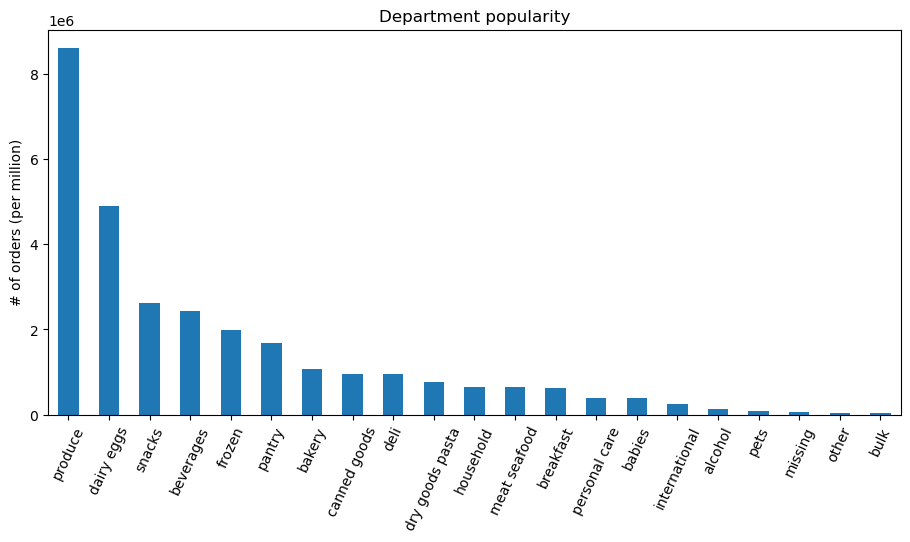 Department popularity
1e6
# of orders (per million)
8
6
4
2
0
produce
dairy eggs
snacks
beverages
frozen
pantry
bakery
canned goods
deli
dry goods pasta
household
meat seafood
breakfast
personal care
babies
international
alcohol
pets
missing
other
bulk